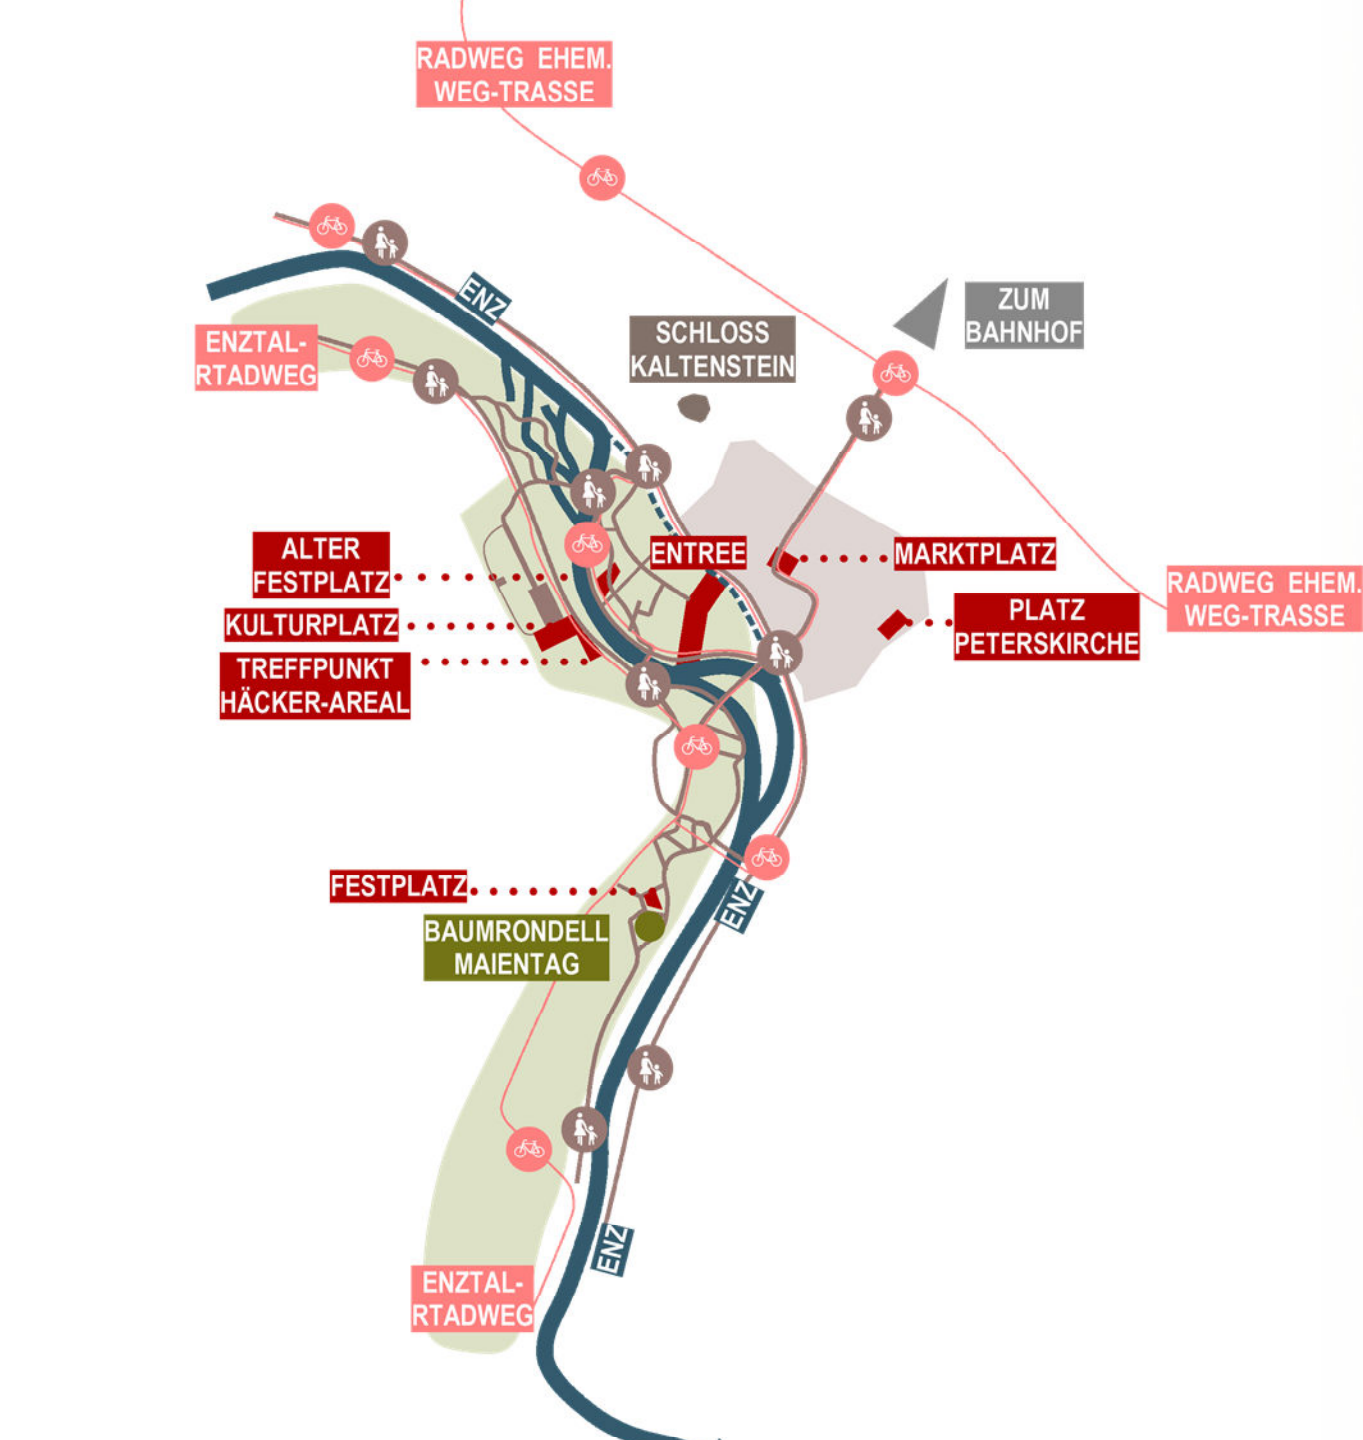 RADWEG EHEM.
WEG-TRASSE
ENZ
ZUM
BAHNHOF
SCHLOSS
KALTENSTEIN
ENZTAL-
RTADWEG
ALTER
FESTPLATZ
ENTREE
MARKTPLATZ
KULTURPLATZ
RADWEG EHEM.
WEG-TRASSE
PLATZ
PETERSKIRCHE
TREFFPUNKT
HÄCKER-AREAL
FESTPLATZ
ENZ
BAUMRONDELL
MAIENTAG
ENZ
ENZTAL-
RTADWEG